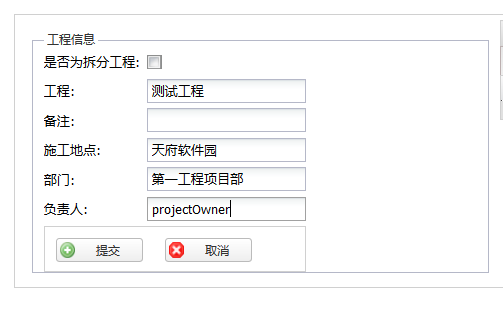 工程信息
是否为拆分工程:
工程: 测试工程
备注:
施工地点: 天府软件园
部门: 第一工程项目部
负责人: projectOwner
提交 取消